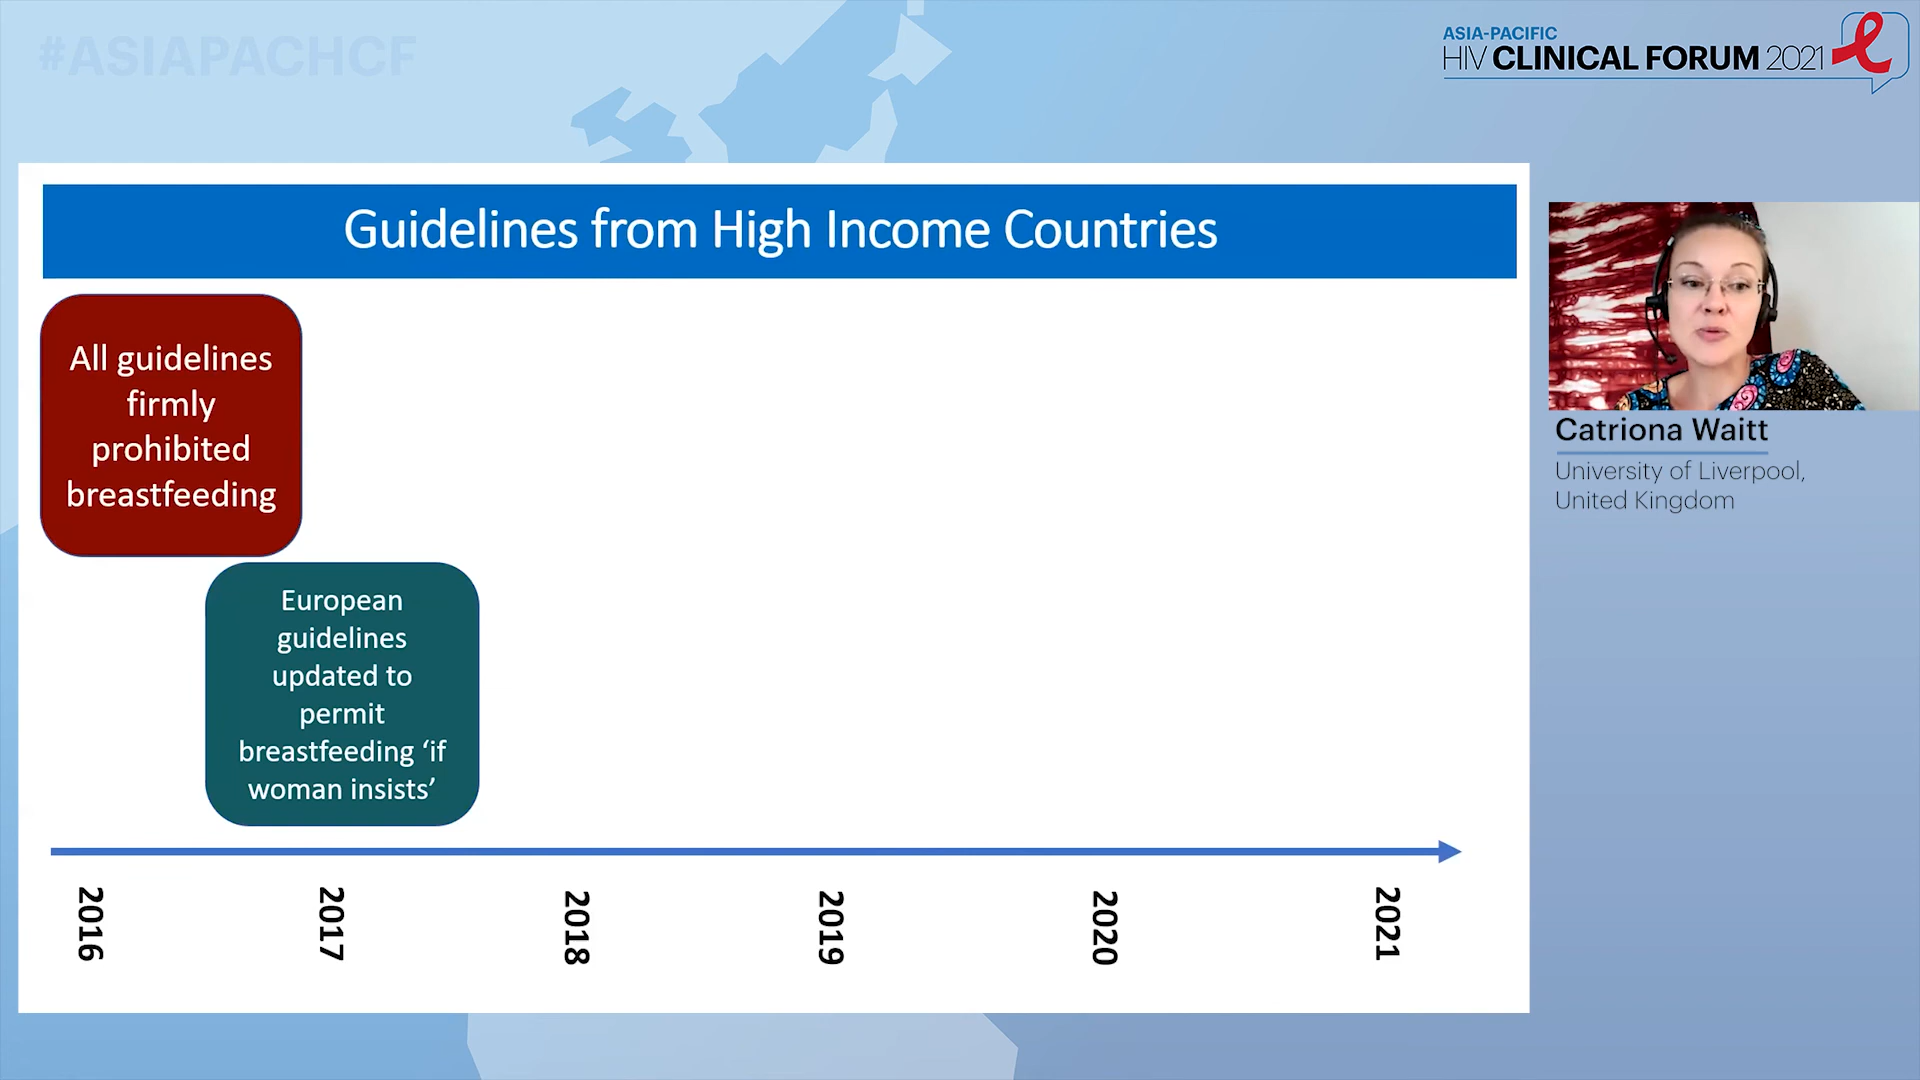 #ASIAPACHCF
ASIA-PACIFIC
HIV CLINICAL FORUM 2021
Guidelines from High Income Countries
All guidelines
firmly
prohibited
breastfeeding
European
guidelines
updated to
permit
breastfeeding ‘if
woman insists’
2016
2017
2018
2019
2020
2021
Catriona Waitt
University of Liverpool,
United Kingdom